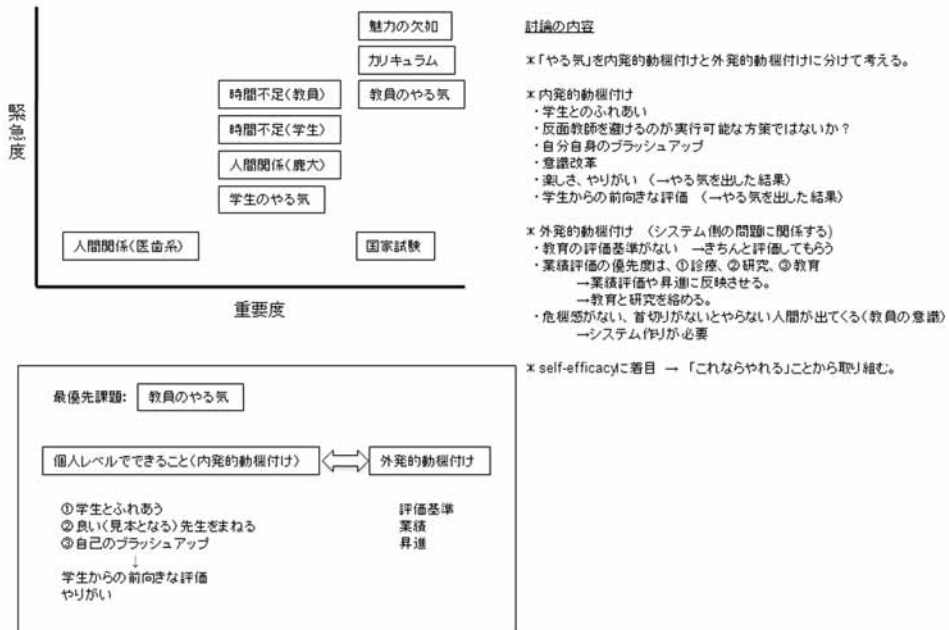 緊急度
魅力の欠如
カリキュラム
時間不足(教員)
教員のやる気
時間不足(学生)
人間関係(鹿大)
学生のやる気
人間関係(医歯系)
国家試験
重要度
討論の内容
*「やる気」を内発的動機付けと外発的動機付けに分けて考える。
*内発的動機付け
・学生とのふれあい
・反面教師を避けるのが実行可能な方策ではないか？
・自分自身のブラッシュアップ
・意識改革
・楽しさ、やりがい （→やる気を出した結果）
・学生からの前向きな評価 （→やる気を出した結果）
*外発的動機付け （システム側の問題に関係する)
・教育の評価基準がない →きちんと評価してもらう
・業績評価の優先度は、①診療、②研究、③教育
→業績評価や昇進に反映させる。
→教育と研究を絡める。
・危機感がない、首切りがないとやらない人間が出てくる(教員の意識)
→システム作りが必要
* self-efficacyに着目 → 「これならやれる」ことから取り組む。
最優先課題: 教員のやる気
個人レベルでできること(内発的動機付け) 外発的動機付け
①学生とふれあう 評価基準
②良い(見本となる)先生をまねる 業績
③自己のブラッシュアップ 昇進
↓
学生からの前向きな評価
やりがい